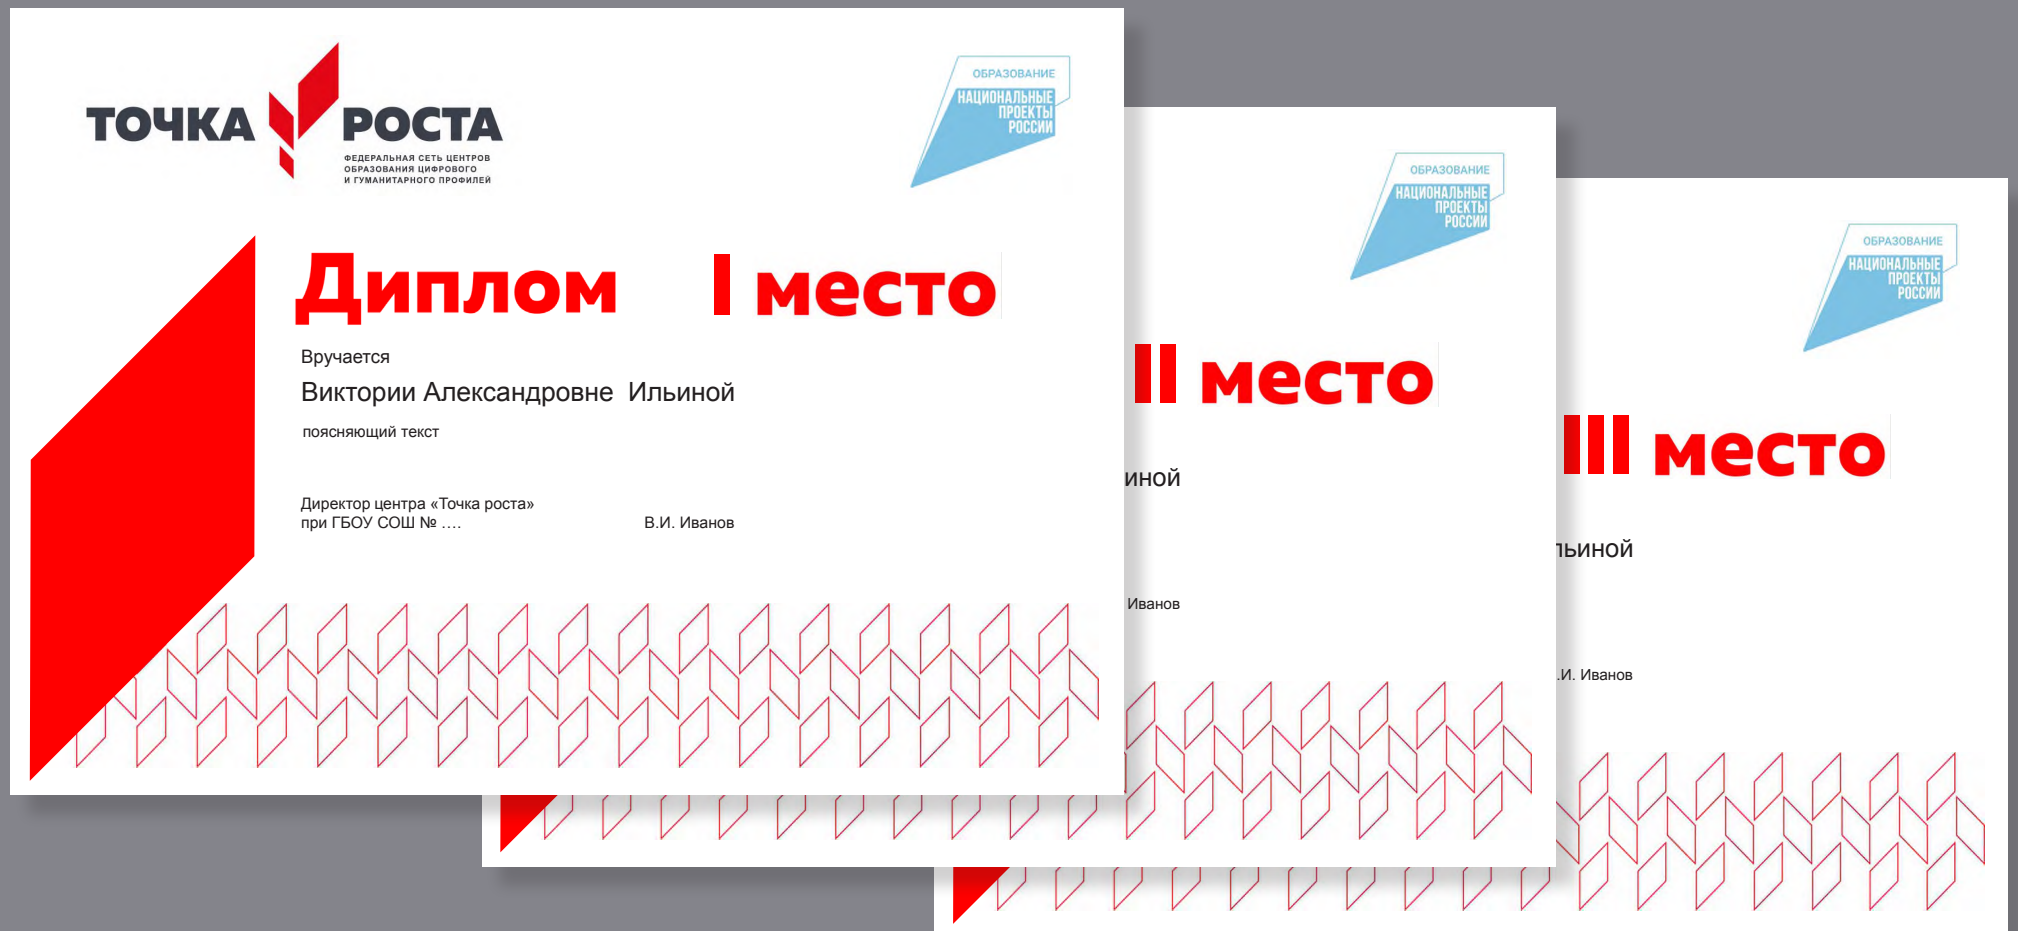 ТОЧКА РОСТА
ФЕДЕРАЛЬНАЯ СЕТЬ ЦЕНТРОВ
ОБРАЗОВАНИЯ ЦИФРОВОГО
И ГУМАНИТАРНОГО ПРОФИЛЕЙ
ОБРАЗОВАНИЕ
НАЦИОНАЛЬНЫЕ
ПРОЕКТЫ
РОССИИ
Диплом I место
Вручается
Виктории Александровне Ильиной
поясняющий текст
Директор центра «Точка роста»
при ГБОУ СОШ № .... В.И. Иванов
ОБРАЗОВАНИЕ
НАЦИОНАЛЬНЫЕ
ПРОЕКТЫ
РОССИИ
II место
иной
Иванов
ОБРАЗОВАНИЕ
НАЦИОНАЛЬНЫЕ
ПРОЕКТЫ
РОССИИ
III место
льиной
.И. Иванов